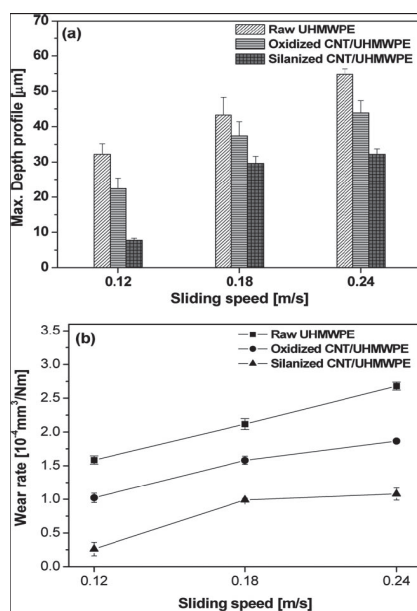 (a)
Raw UHMWPE
Oxidized CNT/UHMWPE
Silanized CNT/UHMWPE
Max. Depth profile [μm]
70
60
50
40
30
20
10
0
0.12 0.18 0.24
Sliding speed [m/s]
(b)
Raw UHMWPE
Oxidized CNT/UHMWPE
Silanized CNT/UHMWPE
Wear rate [10⁻⁴mm³/Nm]
3.5
3.0
2.5
2.0
1.5
1.0
0.5
0.0
0.12 0.18 0.24
Sliding speed [m/s]